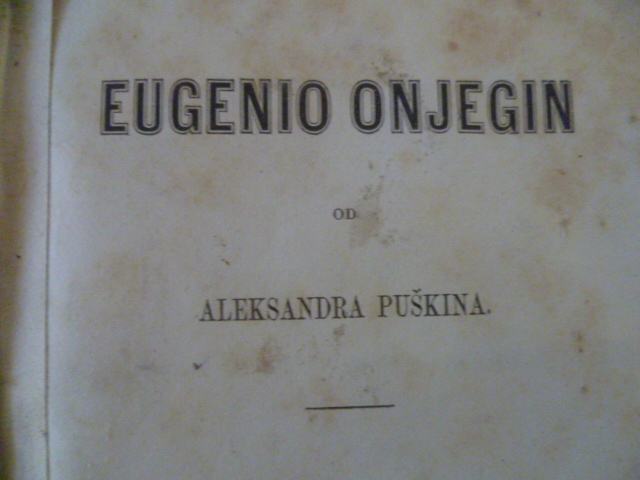 EUGENIO ONJEGIN
OD
ALEKSANDRA PUŠKINA.